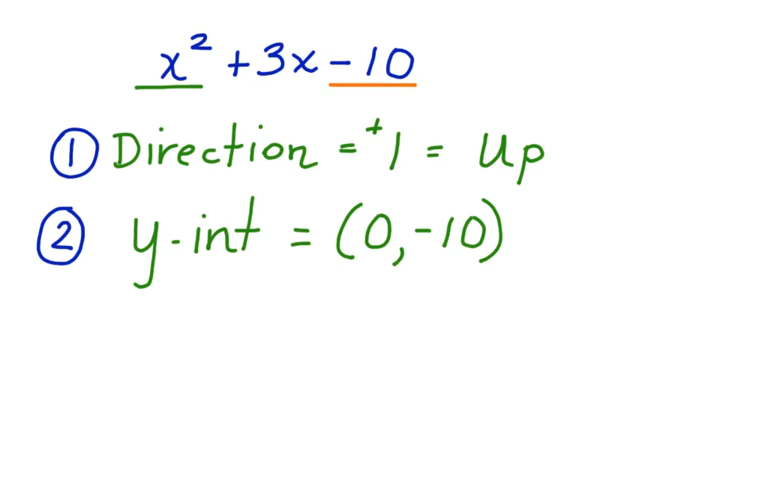 x² + 3x - 10
① Direction = +1 = Up
② y-int = (0, -10)